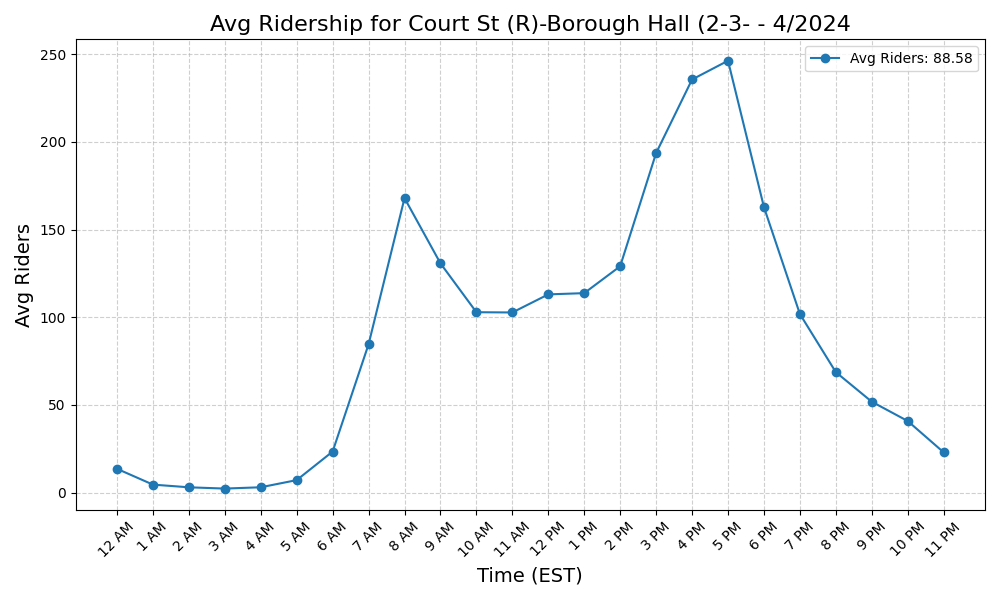 Avg Ridership for Court St (R)-Borough Hall (2-3- - 4/2024
Avg Riders: 88.58
Avg Riders
250
200
150
100
50
0
12 AM
1 AM
2 AM
3 AM
4 AM
5 AM
6 AM
7 AM
8 AM
9 AM
10 AM
11 AM
12 PM
1 PM
2 PM
3 PM
4 PM
5 PM
6 PM
7 PM
8 PM
9 PM
10 PM
11 PM
Time (EST)